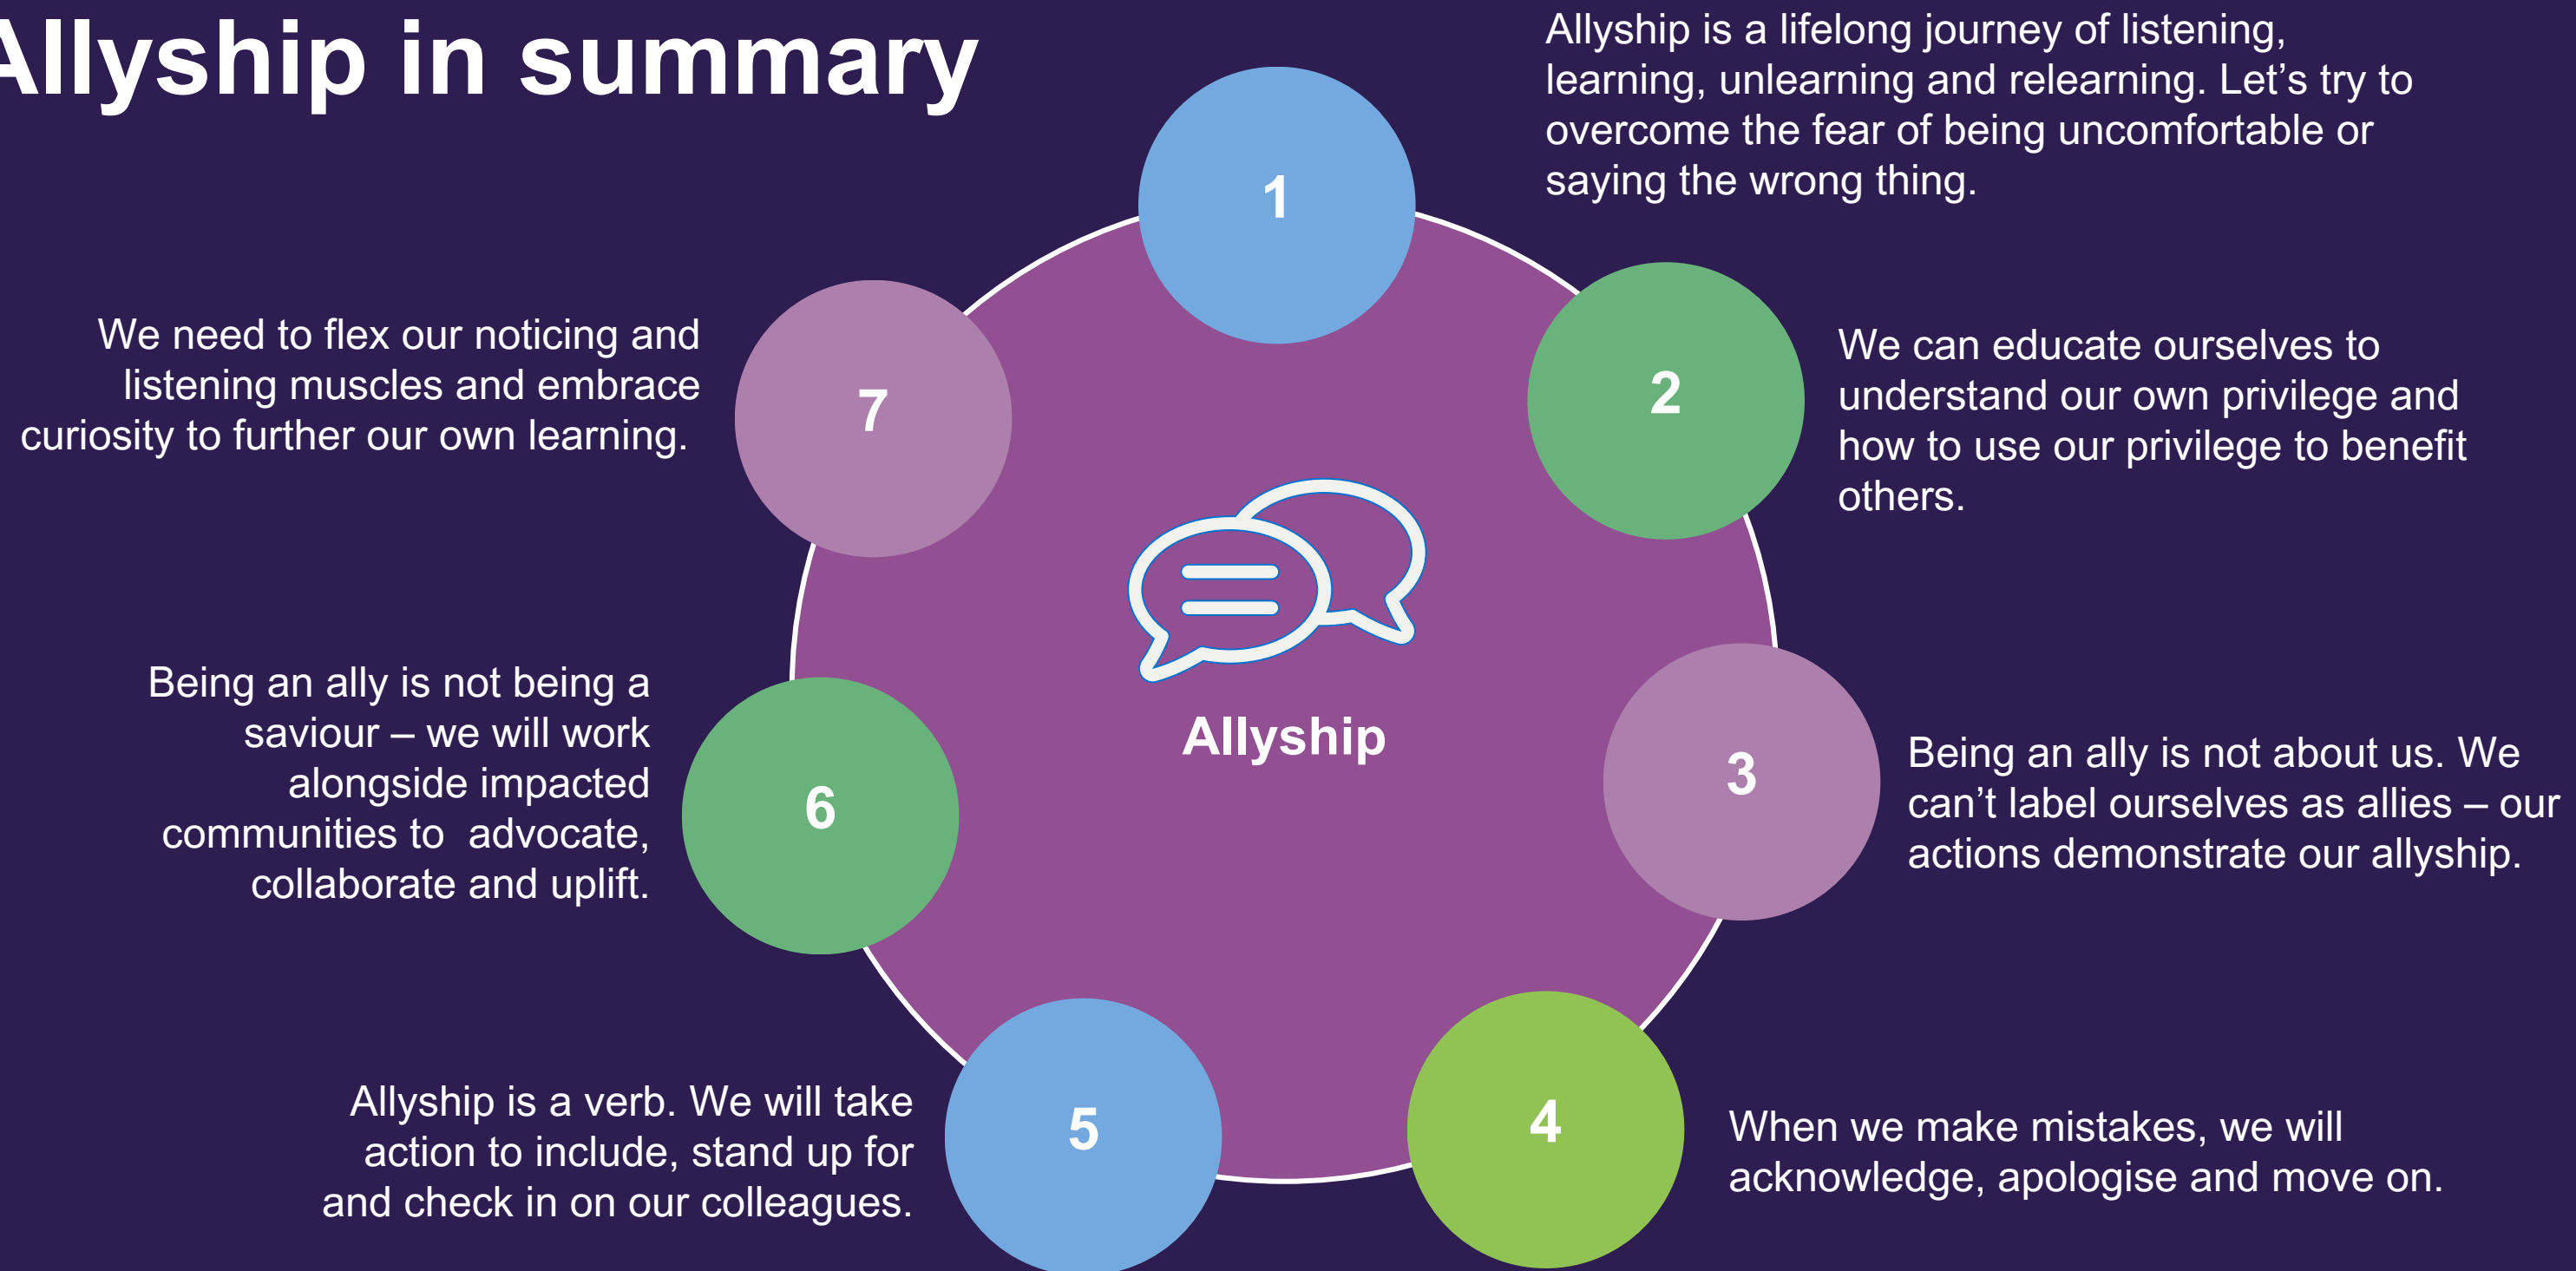 Allyship in summary
1
Allyship is a lifelong journey of listening,
learning, unlearning and relearning. Let’s try to
overcome the fear of being uncomfortable or
saying the wrong thing.
2
We can educate ourselves to
understand our own privilege and
how to use our privilege to benefit
others.
3
Being an ally is not about us. We
can’t label ourselves as allies – our
actions demonstrate our allyship.
4
When we make mistakes, we will
acknowledge, apologise and move on.
5
Allyship is a verb. We will take
action to include, stand up for
and check in on our colleagues.
6
Being an ally is not being a
saviour – we will work
alongside impacted
communities to  advocate,
collaborate and uplift.
7
We need to flex our noticing and
listening muscles and embrace
curiosity to further our own learning.
Allyship